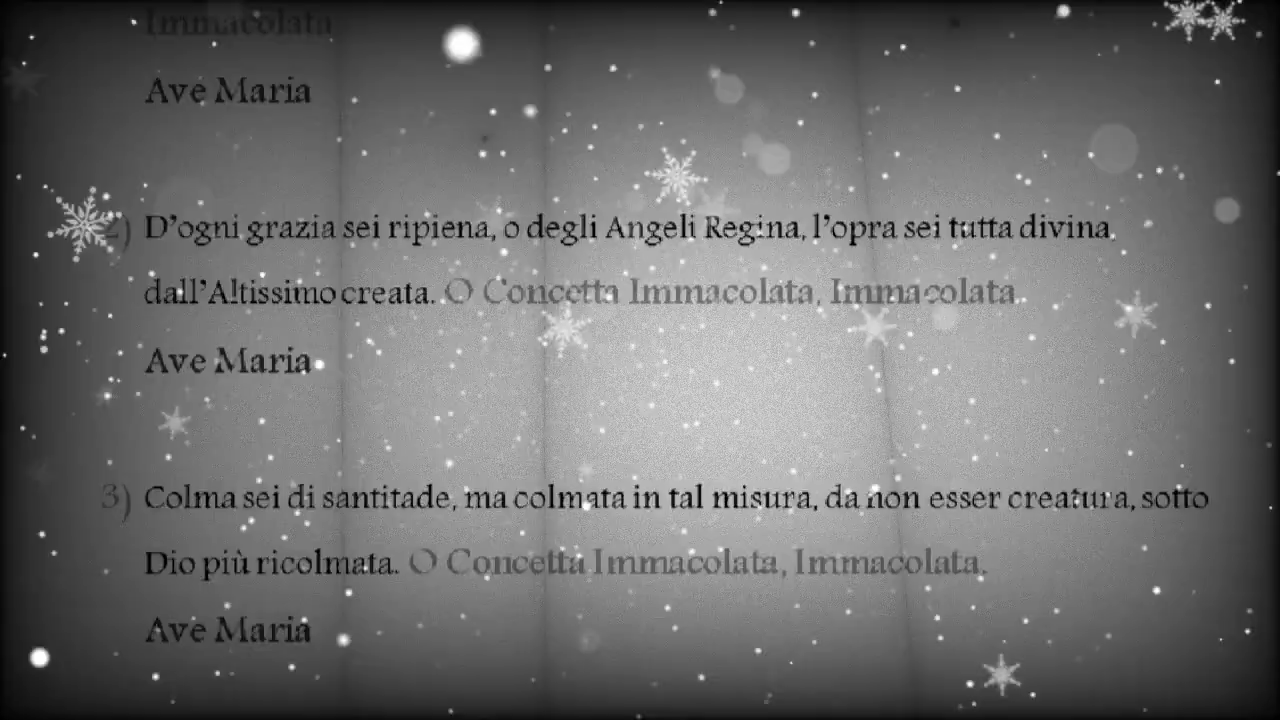 Immacolata
Ave Maria
2) D'ogni grazia sei ripiena, o degli Angeli Regina, l'opra sei tutta divina,
dall'Altissimo creata. O Concetta Immacolata, Immacolata.
Ave Maria
3) Colma sei di santitade, ma colmata in tal misura, da non esser creatura, sotto
Dio più ricolmata. O Concetta Immacolata, Immacolata.
Ave Maria